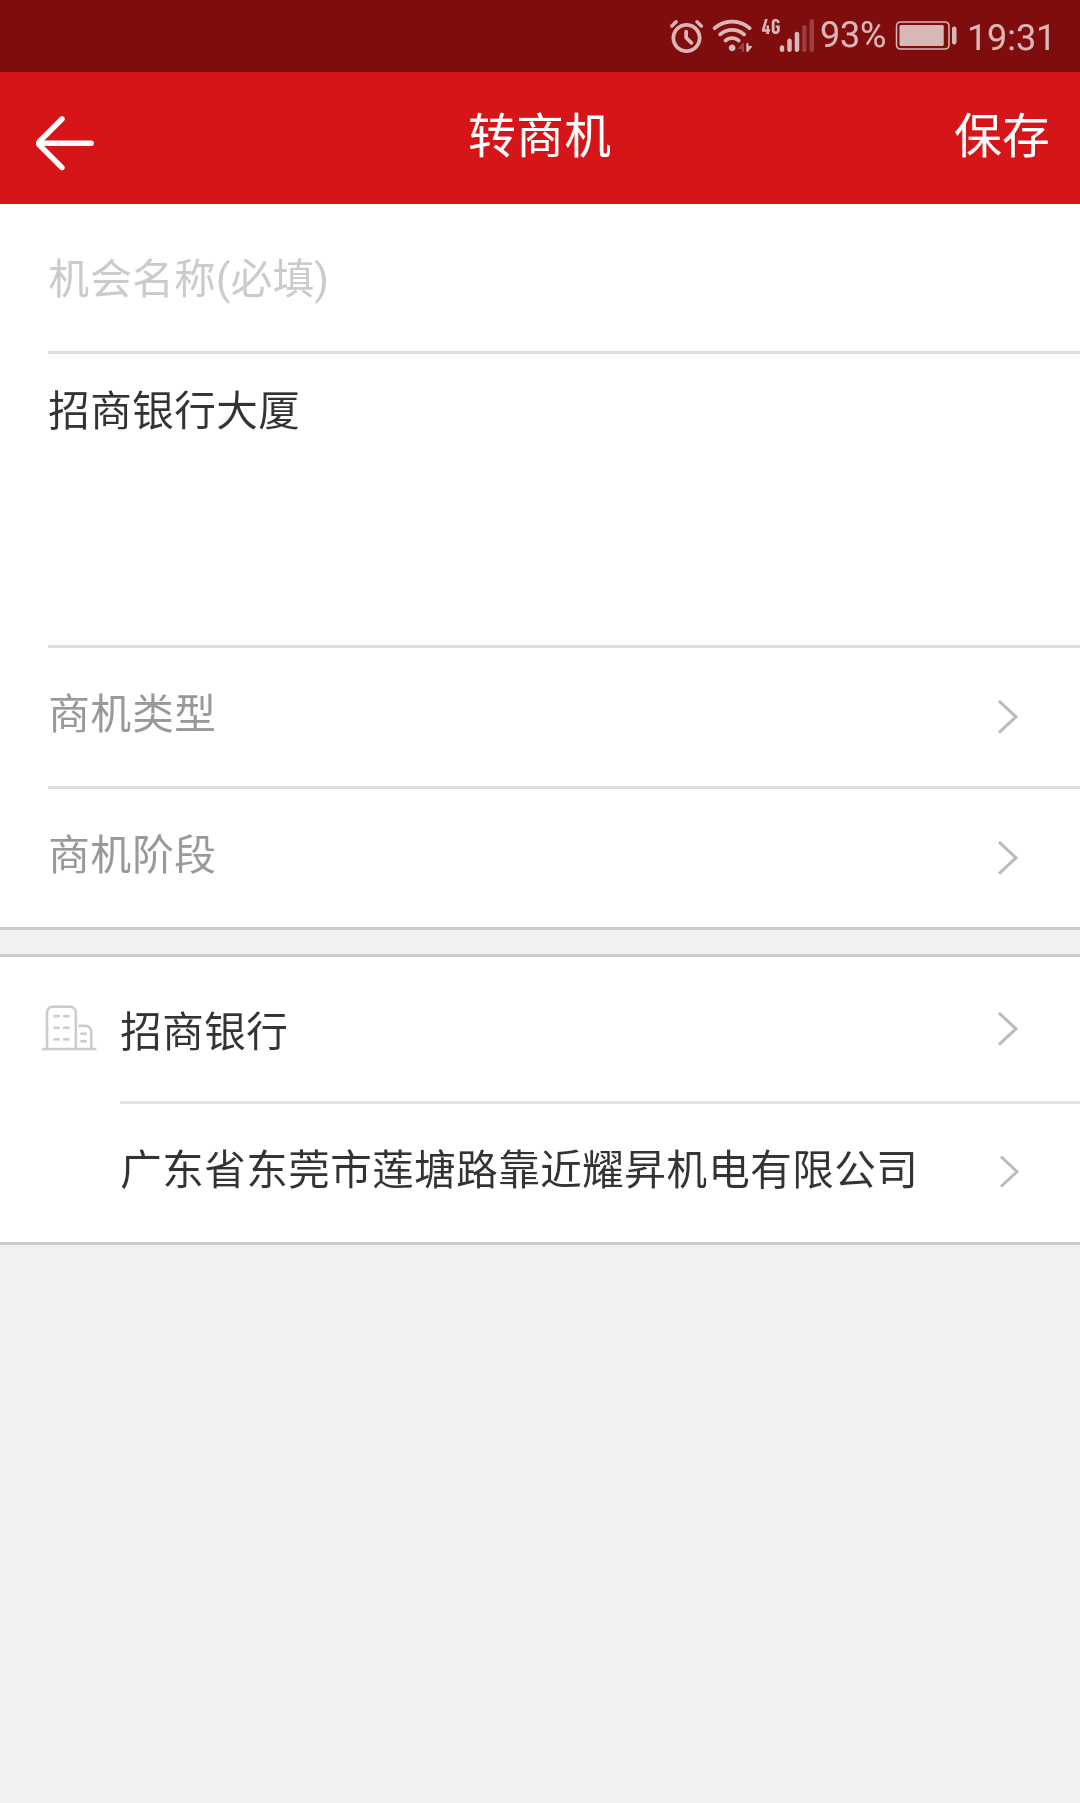 4G 93% 19:31
转商机 保存
机会名称(必填)
招商银行大厦
商机类型
商机阶段
招商银行
广东省东莞市莲塘路靠近耀昇机电有限公司